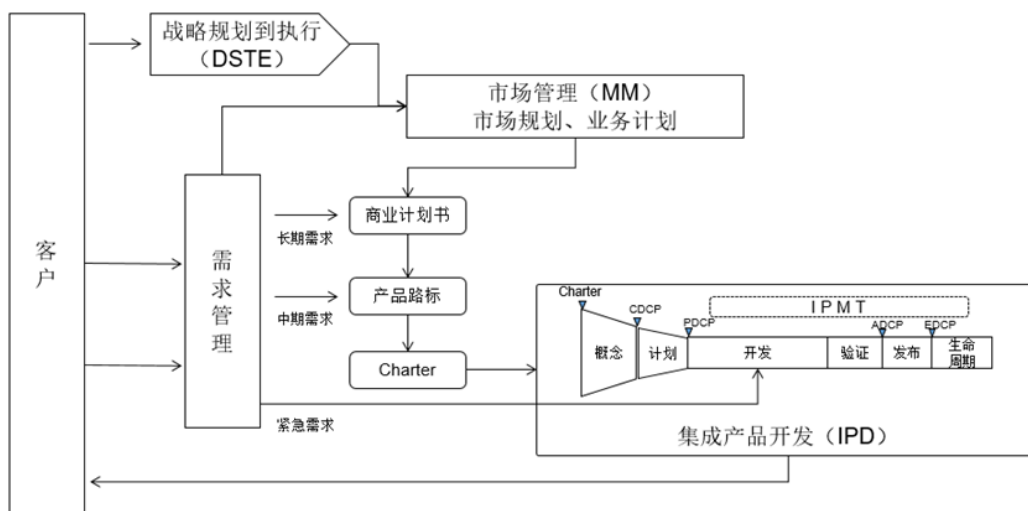 战略规划到执行
（DSTE）
市场管理（MM）
市场规划、业务计划
客户
需求管理
商业计划书
长期需求
产品路标
中期需求
Charter
紧急需求
Charter
CDCP
PDCP
IPMT
ADCP
EDCP
概念
计划
开发
验证
发布
生命
周期
集成产品开发（IPD）